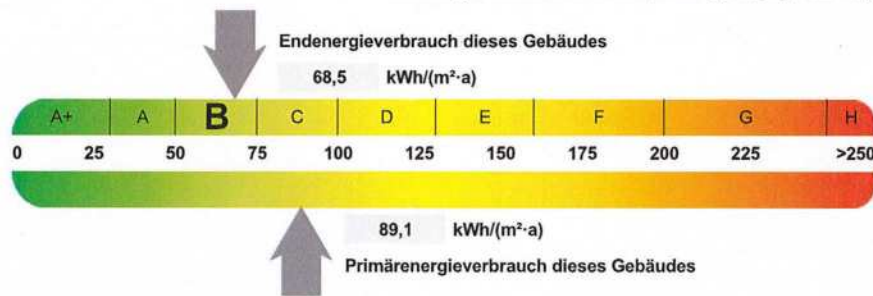 Endenergieverbrauch dieses Gebäudes
68,5 kWh/(m²·a)
A+ A B C D E F G H
0 25 50 75 100 125 150 175 200 225 >250
89,1 kWh/(m²·a)
Primärenergieverbrauch dieses Gebäudes